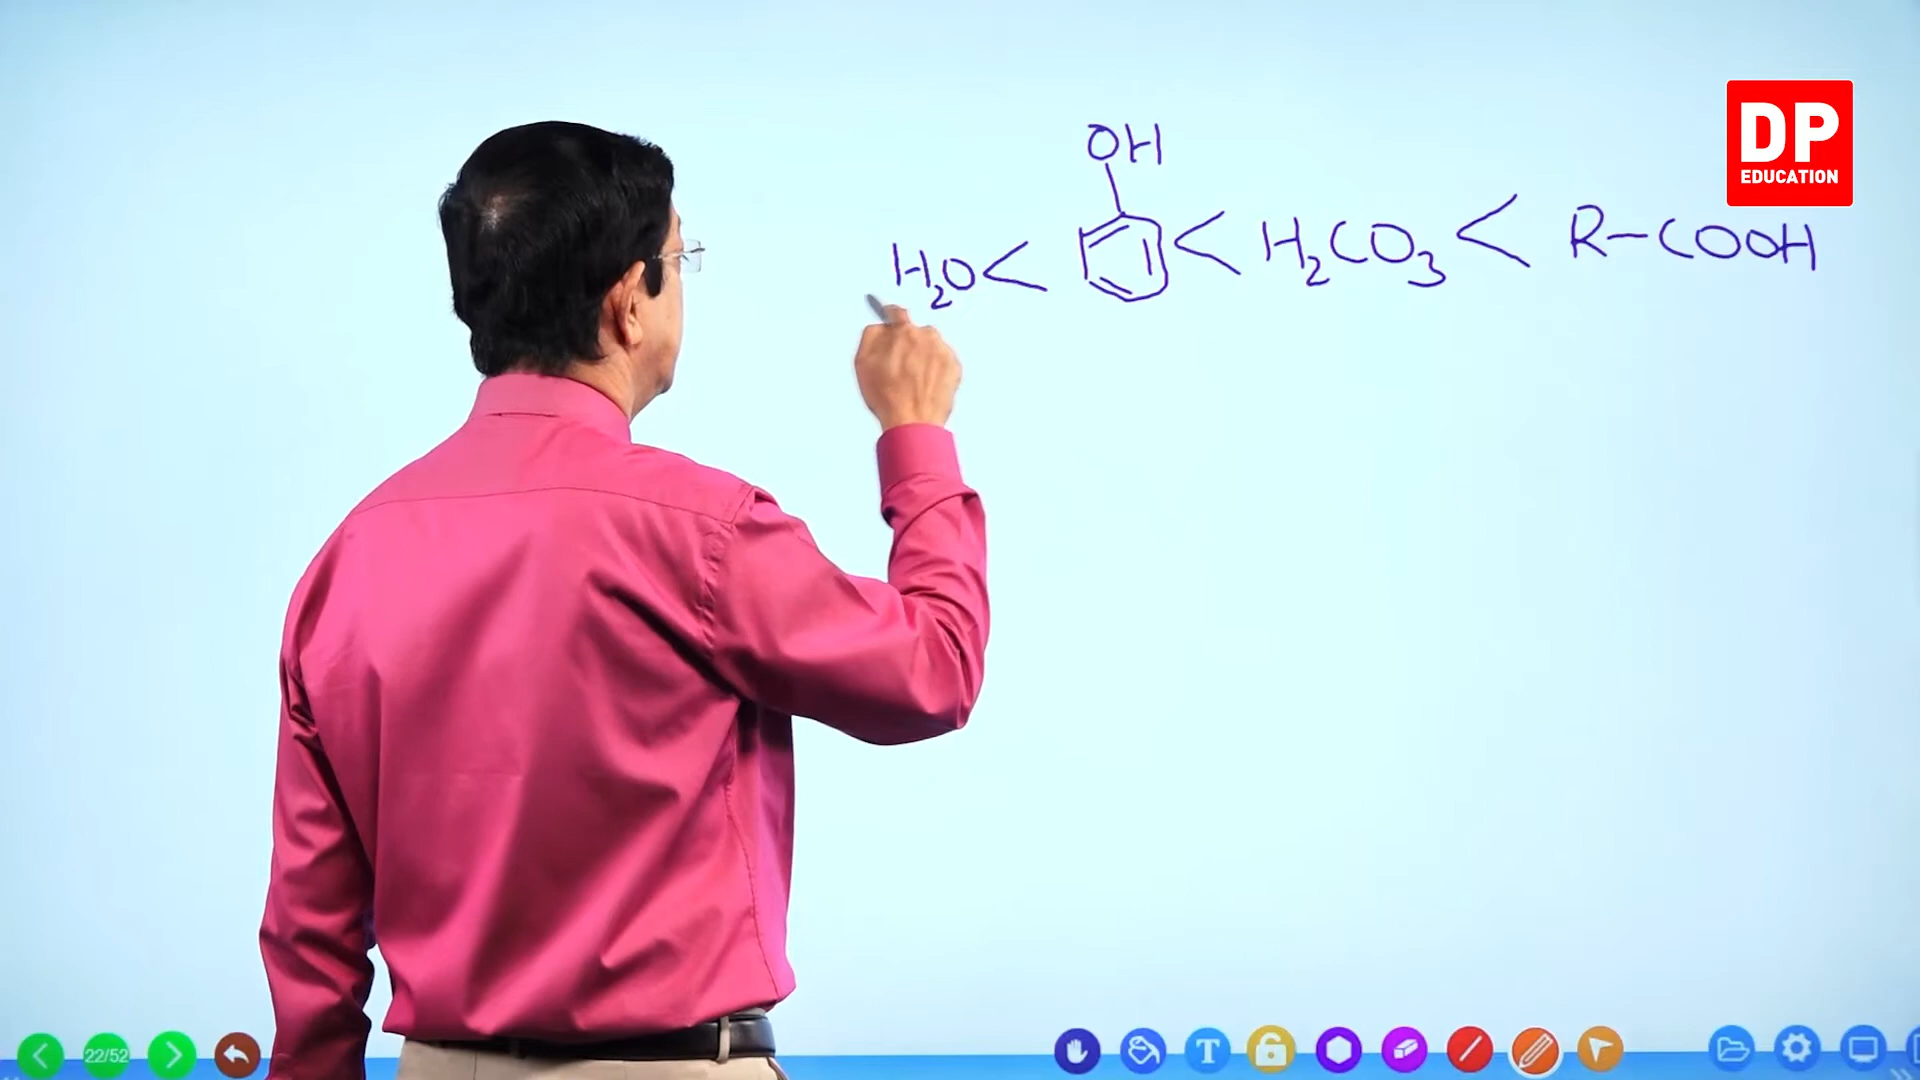 DP
EDUCATION
OH
H₂O < < H₂CO₃ < R-COOH
22/52
T